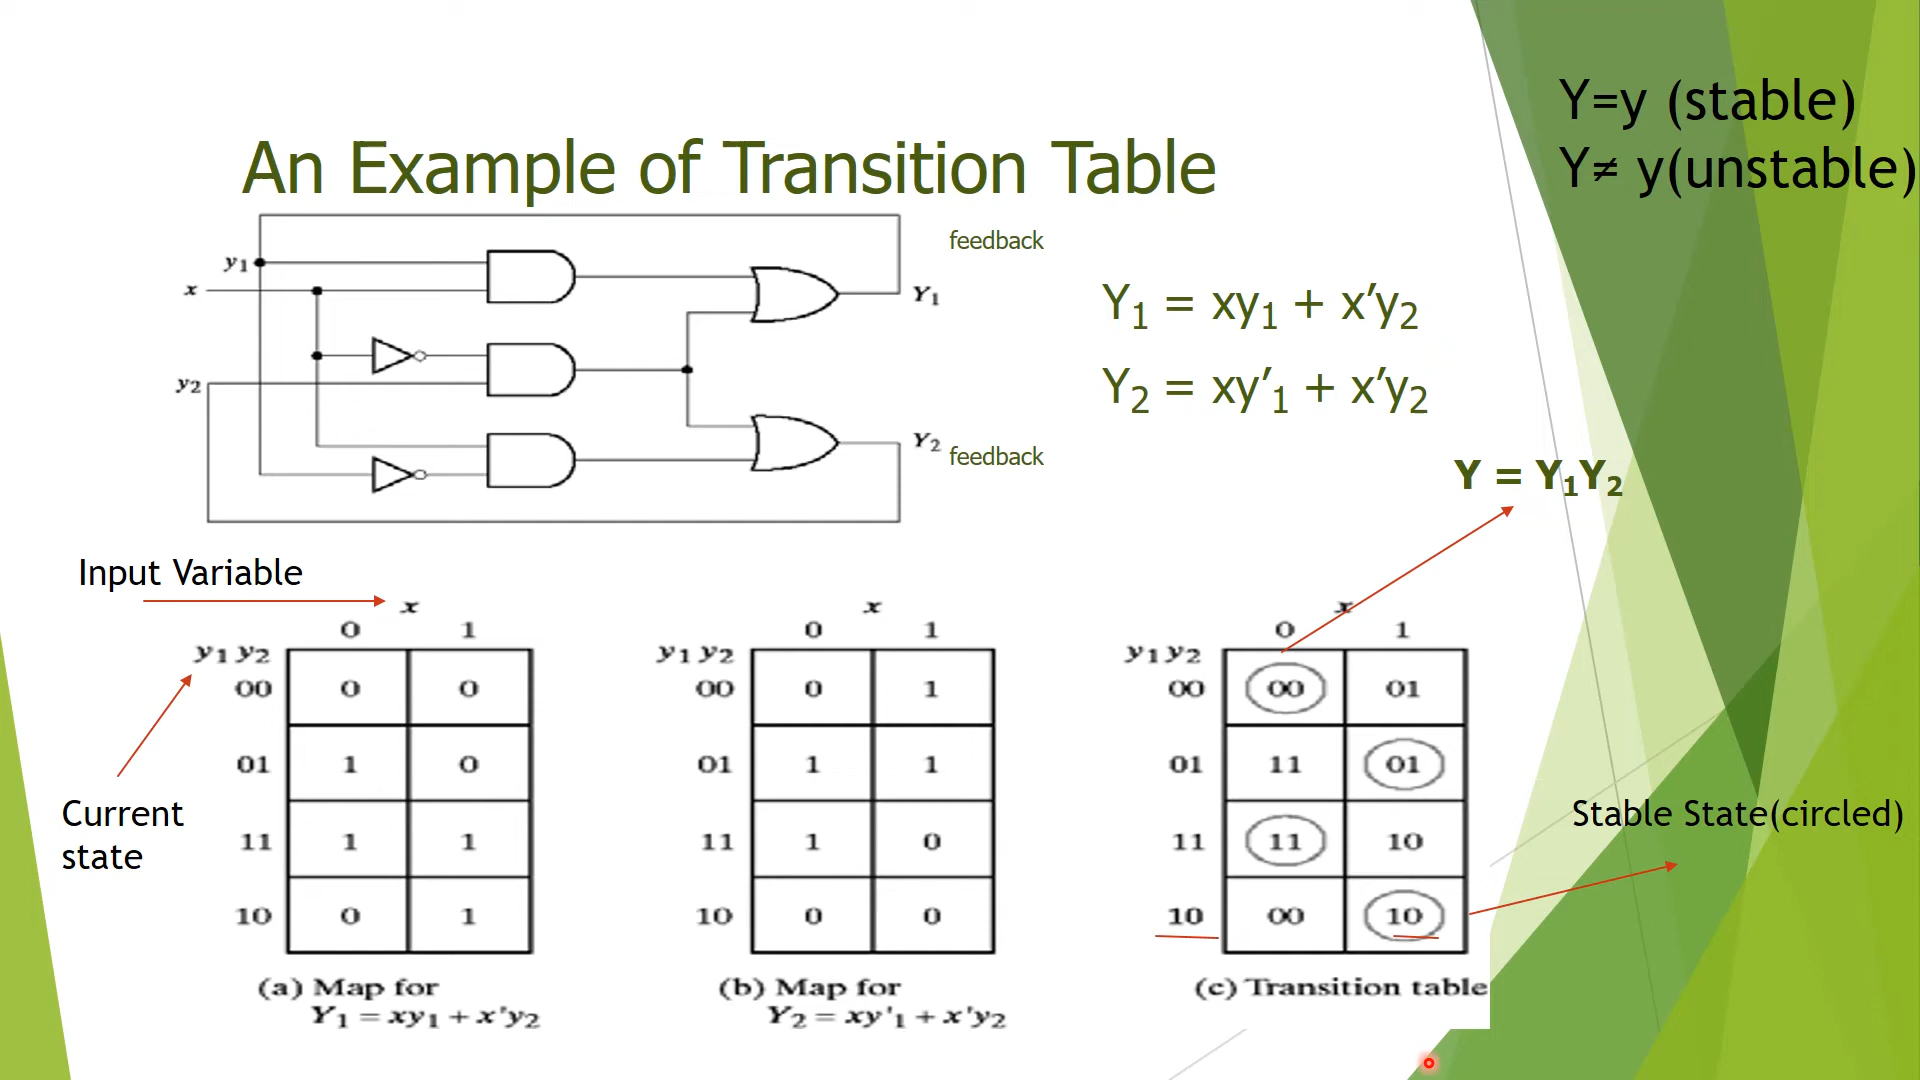 Y=y (stable)
Y≠ y(unstable)
An Example of Transition Table
feedback
y₁
x
Y₁
y₂
Y₂
feedback
Y₁ = xy₁ + x′y₂
Y₂ = xy′₁ + x′y₂
Y = Y₁Y₂
Input Variable
Current
state
x
0 1
y₁ y₂
00 0 0
01 1 0
11 1 1
10 0 1
(a) Map for
Y₁ = xy₁ + x'y₂
x
0 1
y₁ y₂
00 0 1
01 1 1
11 1 0
10 0 0
(b) Map for
Y₂ = xy'₁ + x'y₂
x
0 1
y₁ y₂
00 00 01
01 11 01
11 11 10
10 00 10
(c) Transition table
Stable State(circled)